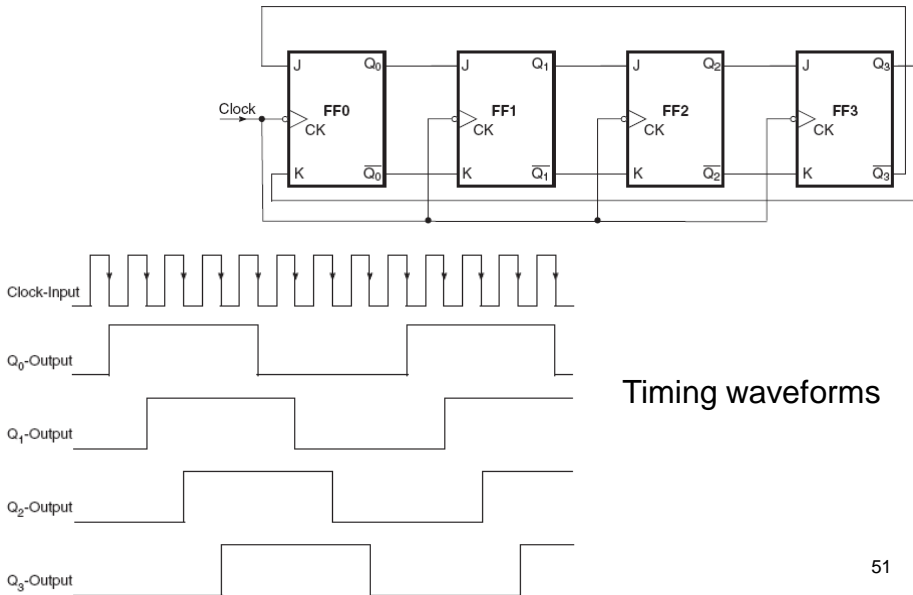 J Q₀ J Q₁ J Q₂ J Q₃
Clock FF0 FF1 FF2 FF3
CK CK CK CK
K Q̅₀ K Q̅₁ K Q̅₂ K Q̅₃
Clock-Input
Q₀-Output
Timing waveforms
Q₁-Output
Q₂-Output
Q₃-Output
51